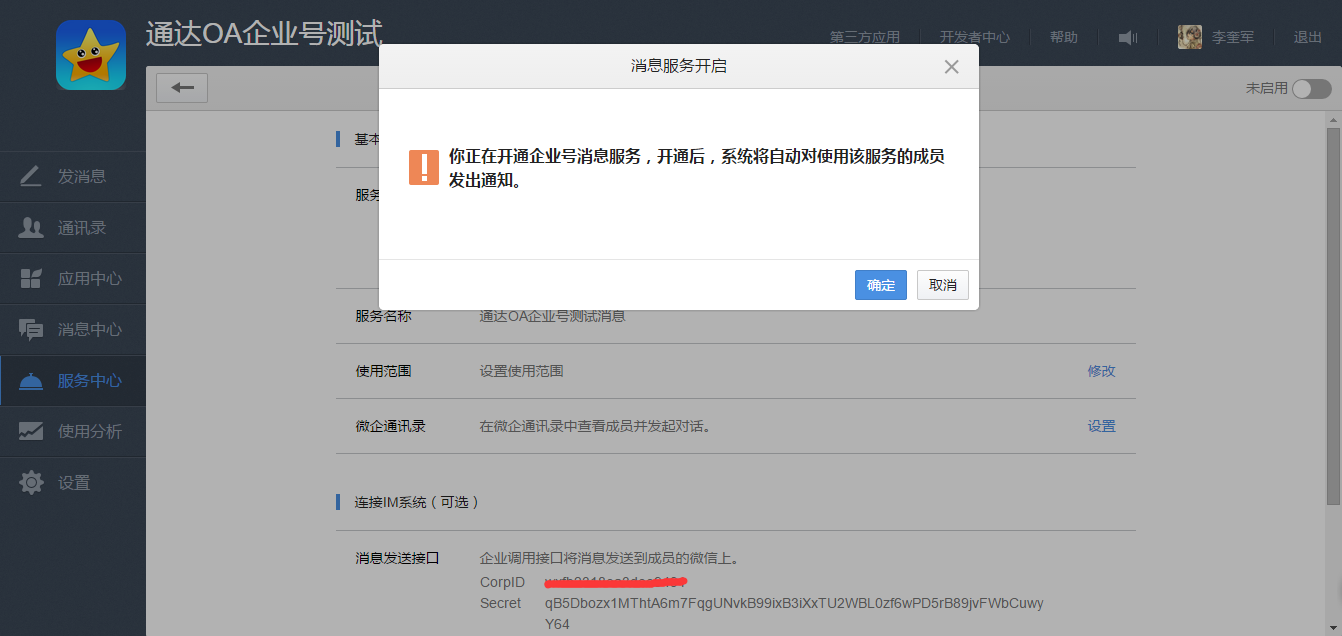 通达OA企业号测试
第三方应用
开发者中心
帮助
李奎军
退出
消息服务开启
未启用
你正在开通企业号消息服务，开通后，系统将自动对使用该服务的成员
发出通知。
确定
取消
发消息
通讯录
应用中心
消息中心
服务中心
使用分析
设置
基本
服务
服务名称 通达OA企业号测试消息
使用范围 设置使用范围 修改
微企通讯录 在微企通讯录中查看成员并发起对话。 设置
连接IM系统（可选）
消息发送接口 企业调用接口将消息发送到成员的微信上。
CorpID
Secret qB5Dbozx1MThtA6m7FqgUNvkB99ixB3iXxTU2WBL0zf6wPD5rB89jvFWbCuwy
Y64